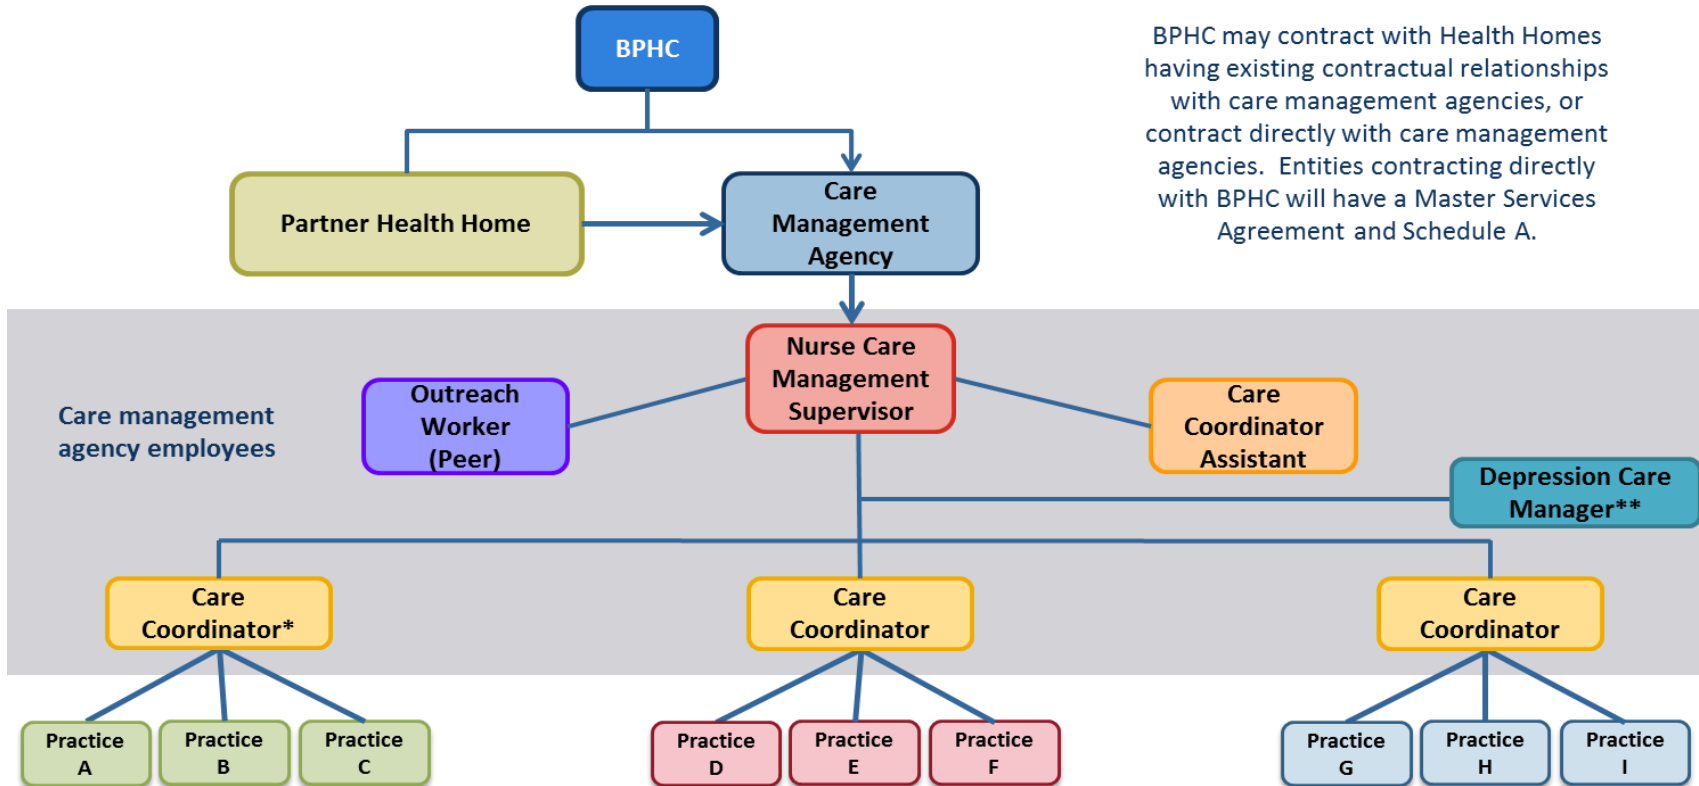 BPHC
BPHC may contract with Health Homes
having existing contractual relationships
with care management agencies, or
contract directly with care management
agencies.  Entities contracting directly
with BPHC will have a Master Services
Agreement and Schedule A.
Partner Health Home
Care
Management
Agency
Care management
agency employees
Outreach
Worker
(Peer)
Nurse Care
Management
Supervisor
Care
Coordinator
Assistant
Depression Care
Manager**
Care
Coordinator*
Care
Coordinator
Care
Coordinator
Practice
A
Practice
B
Practice
C
Practice
D
Practice
E
Practice
F
Practice
G
Practice
H
Practice
I